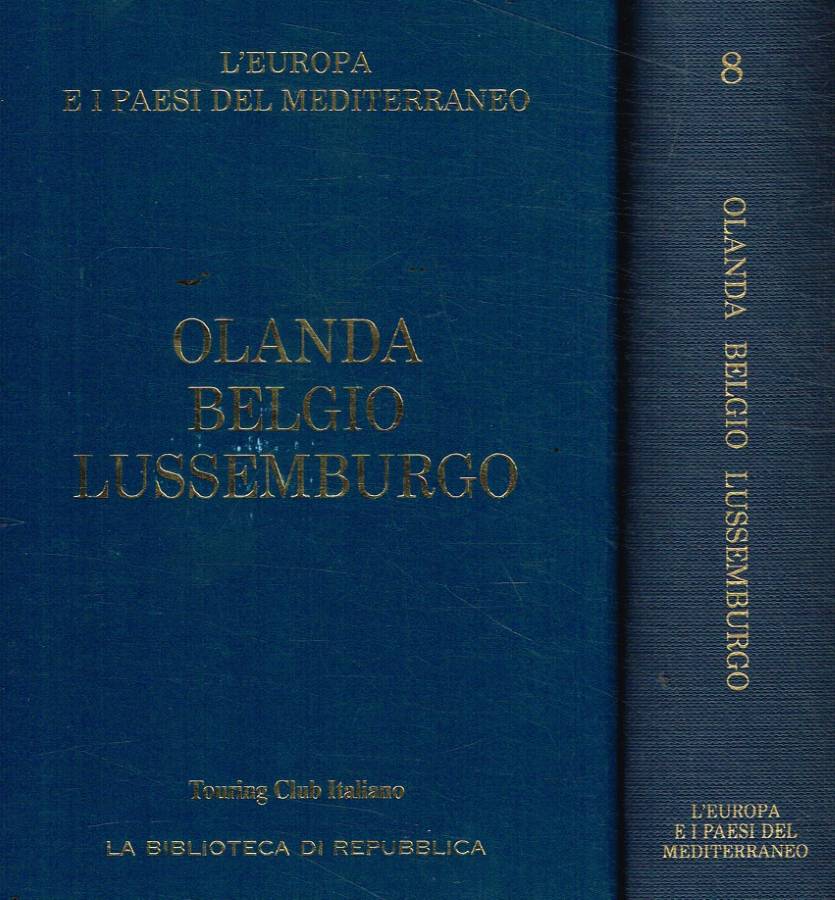 L'EUROPA
E I PAESI DEL MEDITERRANEO
OLANDA
BELGIO
LUSSEMBURGO
Touring Club Italiano
LA BIBLIOTECA DI REPUBBLICA
8
OLANDA BELGIO LUSSEMBURGO
L'EUROPA
E I PAESI DEL
MEDITERRANEO